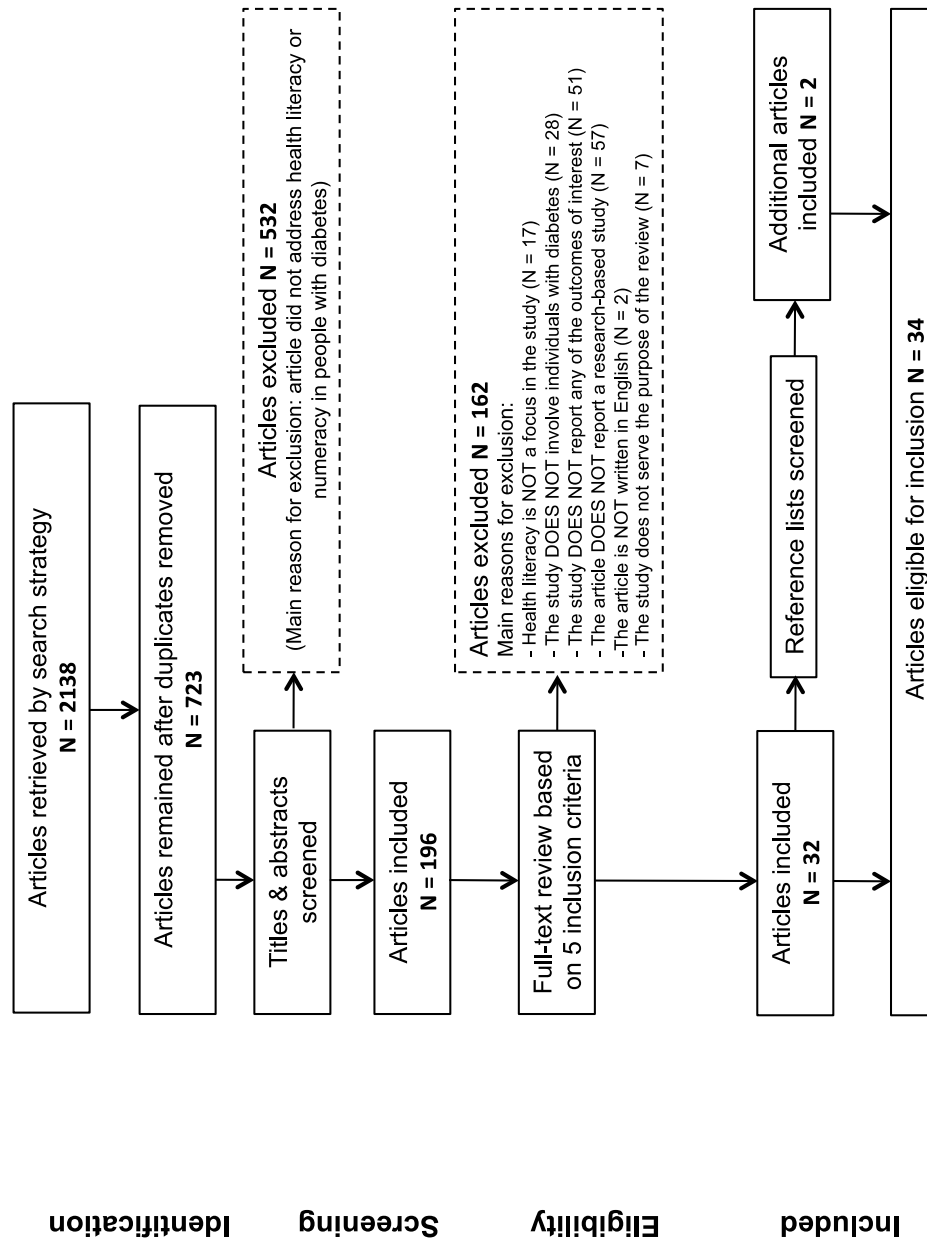 Identification
Articles retrieved by search strategy
N = 2138
Articles remained after duplicates removed
N = 723
Screening
Titles & abstracts
screened
Articles excluded N = 532
(Main reason for exclusion: article did not address health literacy or
numeracy in people with diabetes)
Articles included
N = 196
Eligibility
Full-text review based
on 5 inclusion criteria
Articles excluded N = 162
Main reasons for exclusion:
- Health literacy is NOT a focus in the study (N = 17)
- The study DOES NOT involve individuals with diabetes (N = 28)
- The study DOES NOT report any of the outcomes of interest (N = 51)
- The article DOES NOT report a research-based study (N = 57)
-The article is NOT written in English (N = 2)
- The study does not serve the purpose of the review (N = 7)
Included
Articles included
N = 32
Reference lists screened
Additional articles
included N = 2
Articles eligible for inclusion N = 34